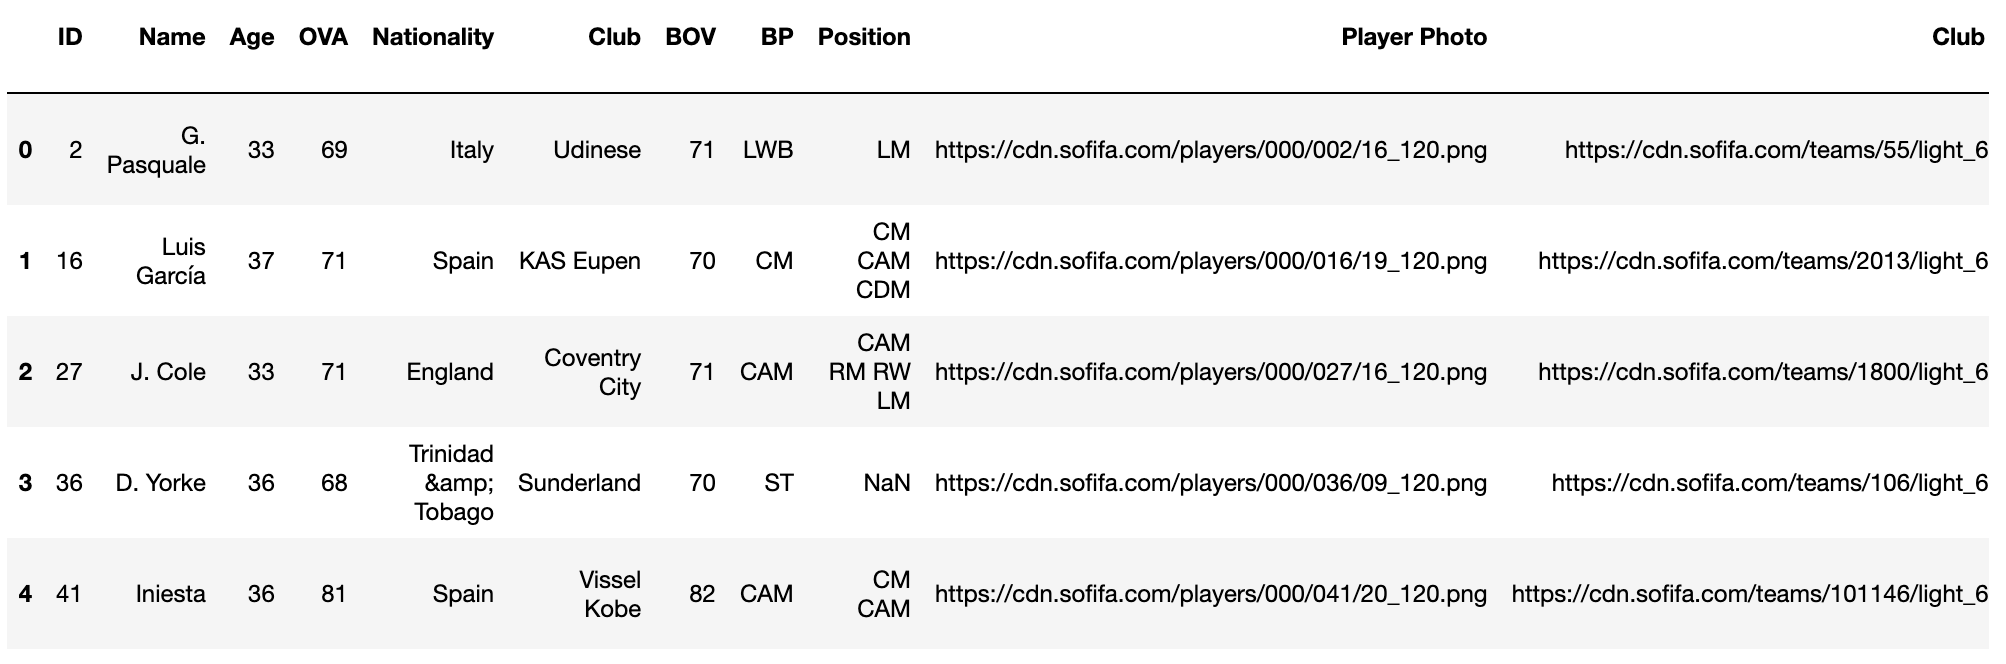 ID Name Age OVA Nationality Club BOV BP Position Player Photo Club
0 2 G. Pasquale 33 69 Italy Udinese 71 LWB LM https://cdn.sofifa.com/players/000/002/16_120.png https://cdn.sofifa.com/teams/55/light_6
1 16 Luis García 37 71 Spain KAS Eupen 70 CM CM CAM CDM https://cdn.sofifa.com/players/000/016/19_120.png https://cdn.sofifa.com/teams/2013/light_6
2 27 J. Cole 33 71 England Coventry City 71 CAM CAM RM RW LM https://cdn.sofifa.com/players/000/027/16_120.png https://cdn.sofifa.com/teams/1800/light_6
3 36 D. Yorke 36 68 Trinidad &amp; Tobago Sunderland 70 ST NaN https://cdn.sofifa.com/players/000/036/09_120.png https://cdn.sofifa.com/teams/106/light_6
4 41 Iniesta 36 81 Spain Vissel Kobe 82 CAM CM CAM https://cdn.sofifa.com/players/000/041/20_120.png https://cdn.sofifa.com/teams/101146/light_6